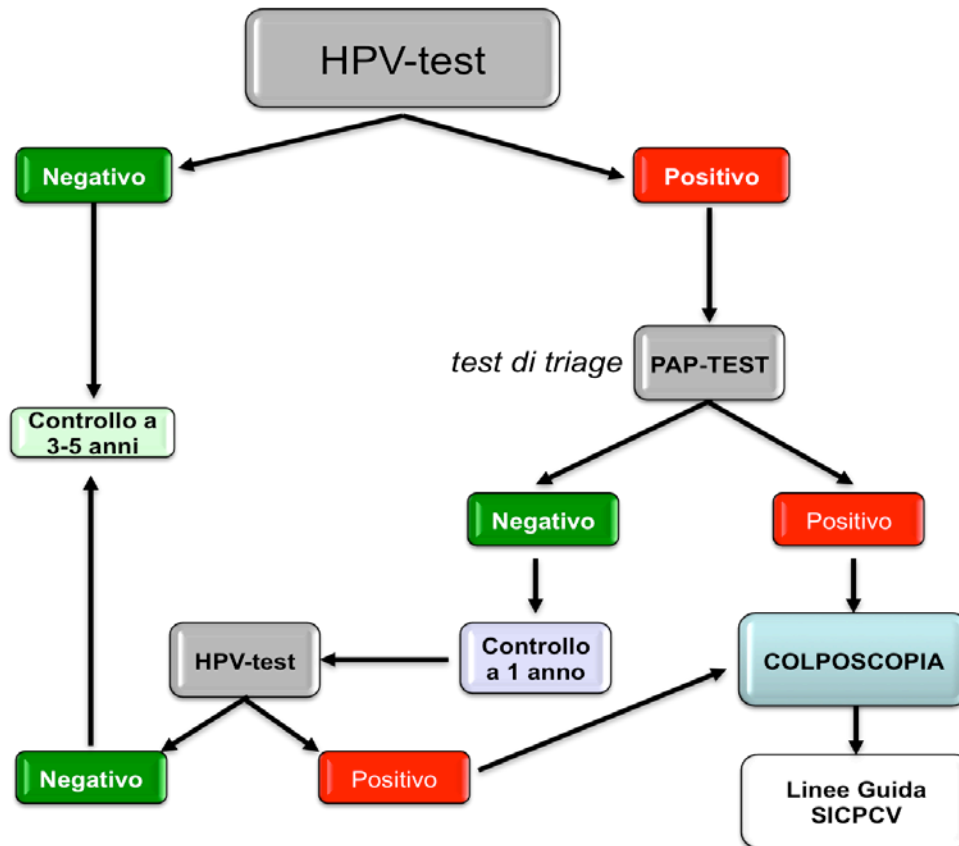 HPV-test
Negativo
Positivo
test di triage
PAP-TEST
Controllo a
3-5 anni
Negativo
Positivo
HPV-test
Controllo
a 1 anno
COLPOSCOPIA
Negativo
Positivo
Linee Guida
SICPCV